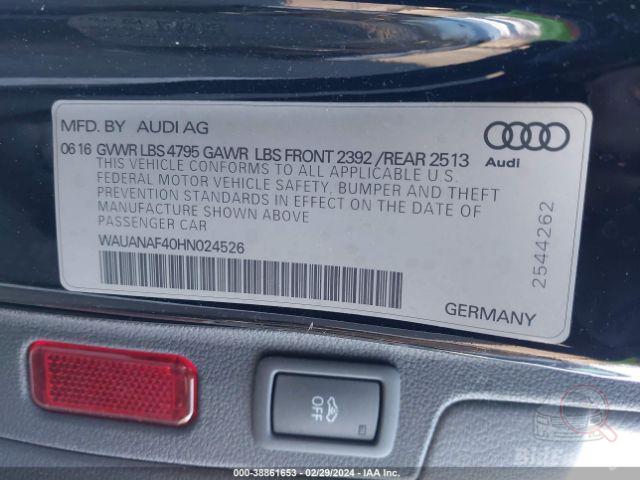 MFD. BY AUDI AG
06 16 GVWR LBS 4795 GAWR LBS FRONT 2392 / REAR 2513
THIS VEHICLE CONFORMS TO ALL APPLICABLE U.S.
FEDERAL MOTOR VEHICLE SAFETY, BUMPER AND THEFT
PREVENTION STANDARDS IN EFFECT ON THE DATE OF
MANUFACTURE SHOWN ABOVE
PASSENGER CAR
WAUANAF40HN024526
Audi
2544262
GERMANY
OFF
000-38861653 - 02/29/2024 - IAA Inc.